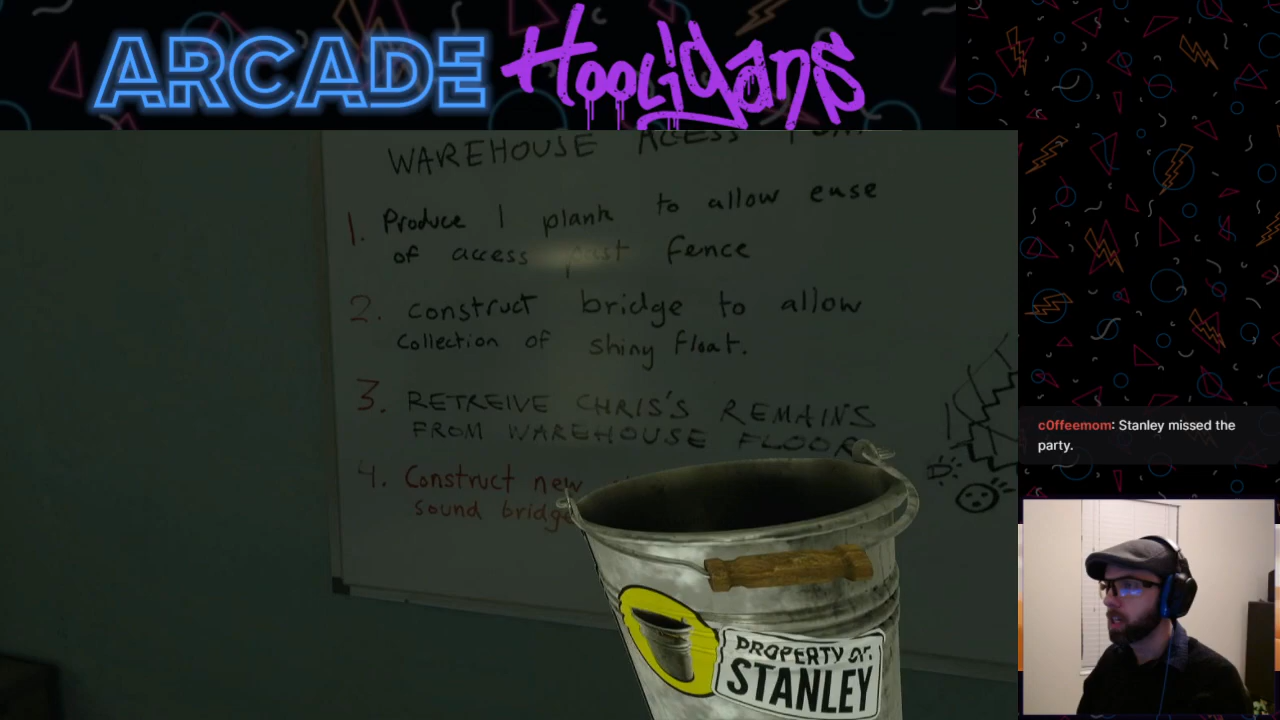 ARCADE Hooligans
WAREHOUSE ACCESS
1. Produce 1 plank to allow ease
of access past fence
2. Construct bridge to allow
collection of shiny float.
3. RETREIVE CHRIS'S REMAINS
FROM WAREHOUSE FLOOR
4. Construct new
sound bridge
c0ffeemom: Stanley missed the
party.
PROPERTY OF:
STANLEY